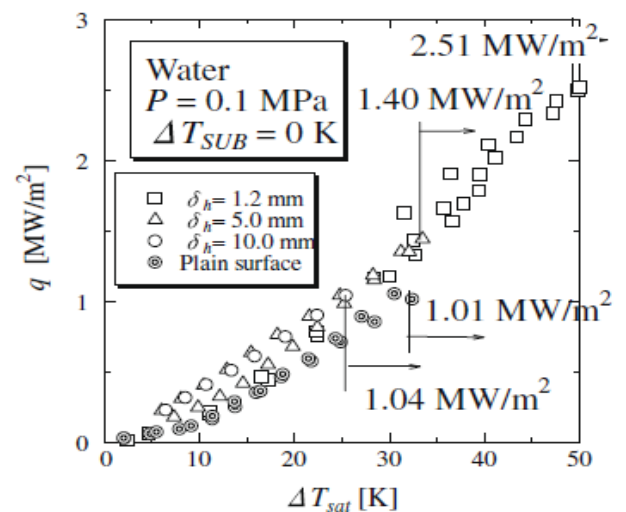 3
2.51 MW/m²
Water
P = 0.1 MPa
ΔT_SUB = 0 K
1.40 MW/m²
2
δ_h = 1.2 mm
δ_h = 5.0 mm
δ_h = 10.0 mm
Plain surface
q [MW/m²]
1
1.01 MW/m²
1.04 MW/m²
0
0 10 20 30 40 50
ΔT_sat [K]